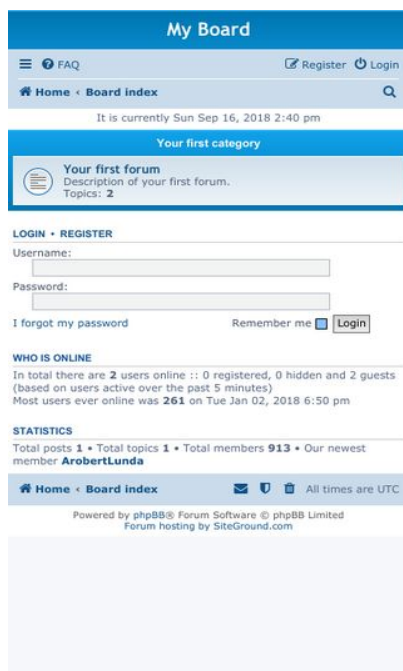 My Board
FAQ Register Login
Home ‹ Board index
It is currently Sun Sep 16, 2018 2:40 pm
Your first category
Your first forum
Description of your first forum.
Topics: 2
LOGIN • REGISTER
Username:
Password:
I forgot my password Remember me Login
WHO IS ONLINE
In total there are 2 users online :: 0 registered, 0 hidden and 2 guests
(based on users active over the past 5 minutes)
Most users ever online was 261 on Tue Jan 02, 2018 6:50 pm
STATISTICS
Total posts 1 • Total topics 1 • Total members 913 • Our newest
member ArobertLunda
Home ‹ Board index All times are UTC
Powered by phpBB® Forum Software © phpBB Limited
Forum hosting by SiteGround.com